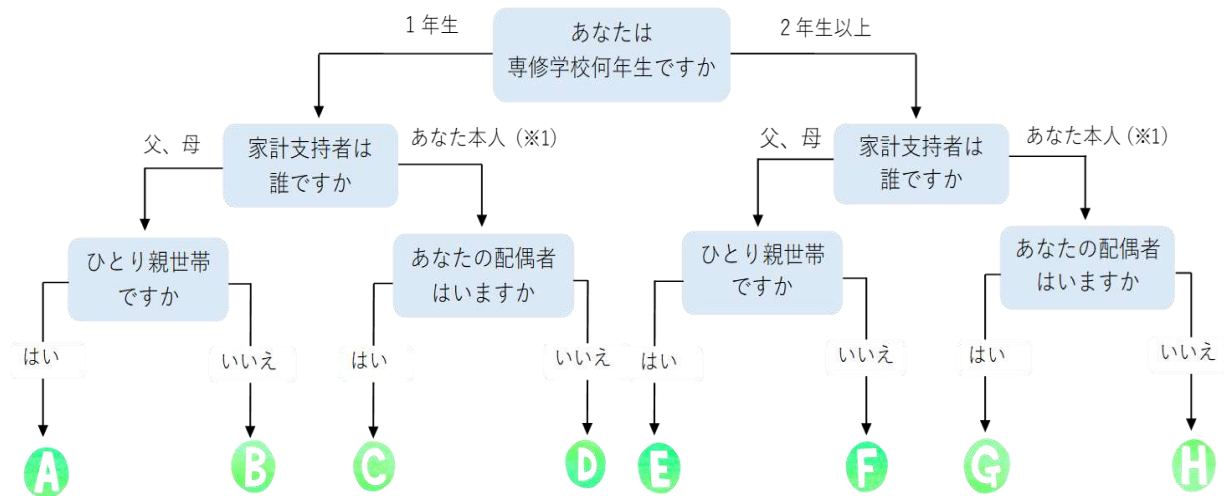 1年生
あなたは
専修学校何年生ですか
2年生以上
父、母
家計支持者は
誰ですか
あなた本人(※1)
父、母
家計支持者は
誰ですか
あなた本人(※1)
ひとり親世帯
ですか
あなたの配偶者
はいますか
ひとり親世帯
ですか
あなたの配偶者
はいますか
はい
いいえ
はい
いいえ
はい
いいえ
はい
いいえ
A
B
C
D
E
F
G
H